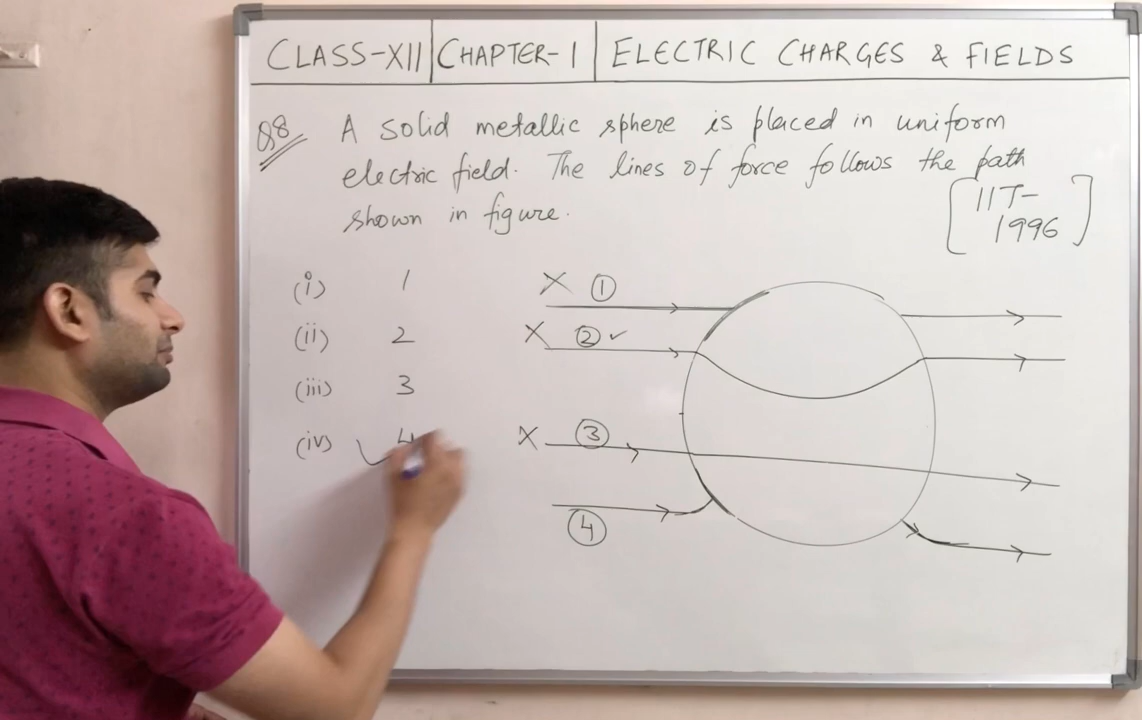 CLASS-XII CHAPTER-1 ELECTRIC CHARGES & FIELDS
Q8 A solid metallic sphere is placed in uniform
electric field. The lines of force follows the path
shown in figure.
[IIT-
1996]
(i) 1
(ii) 2
(iii) 3
(iv) 4
X 1
X 2 ✓
X 3
4